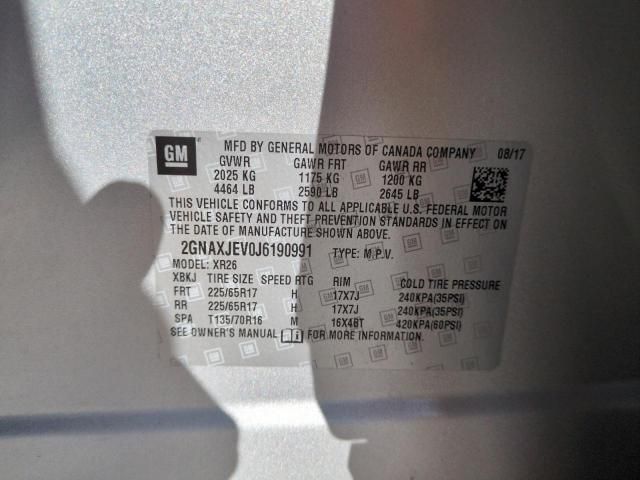 GM MFD BY GENERAL MOTORS OF CANADA COMPANY 08/17
GVWR GAWR FRT GAWR RR
2025 KG 1175 KG 1200 KG
4464 LB 2590 LB 2645 LB
THIS VEHICLE CONFORMS TO ALL APPLICABLE U.S. FEDERAL MOTOR
VEHICLE SAFETY AND THEFT PREVENTION STANDARDS IN EFFECT ON
THE DATE OF MANUFACTURE SHOWN ABOVE.
2GNAXJEV0J6190991 TYPE: M.P.V.
MODEL: XR26
XBKJ TIRE SIZE SPEED RTG RIM COLD TIRE PRESSURE
FRT 225/65R17 H 17X7J 240KPA(35PSI)
RR 225/65R17 H 17X7J 240KPA(35PSI)
SPA T135/70R16 M 16X4BT 420KPA(60PSI)
SEE OWNER'S MANUAL i FOR MORE INFORMATION.